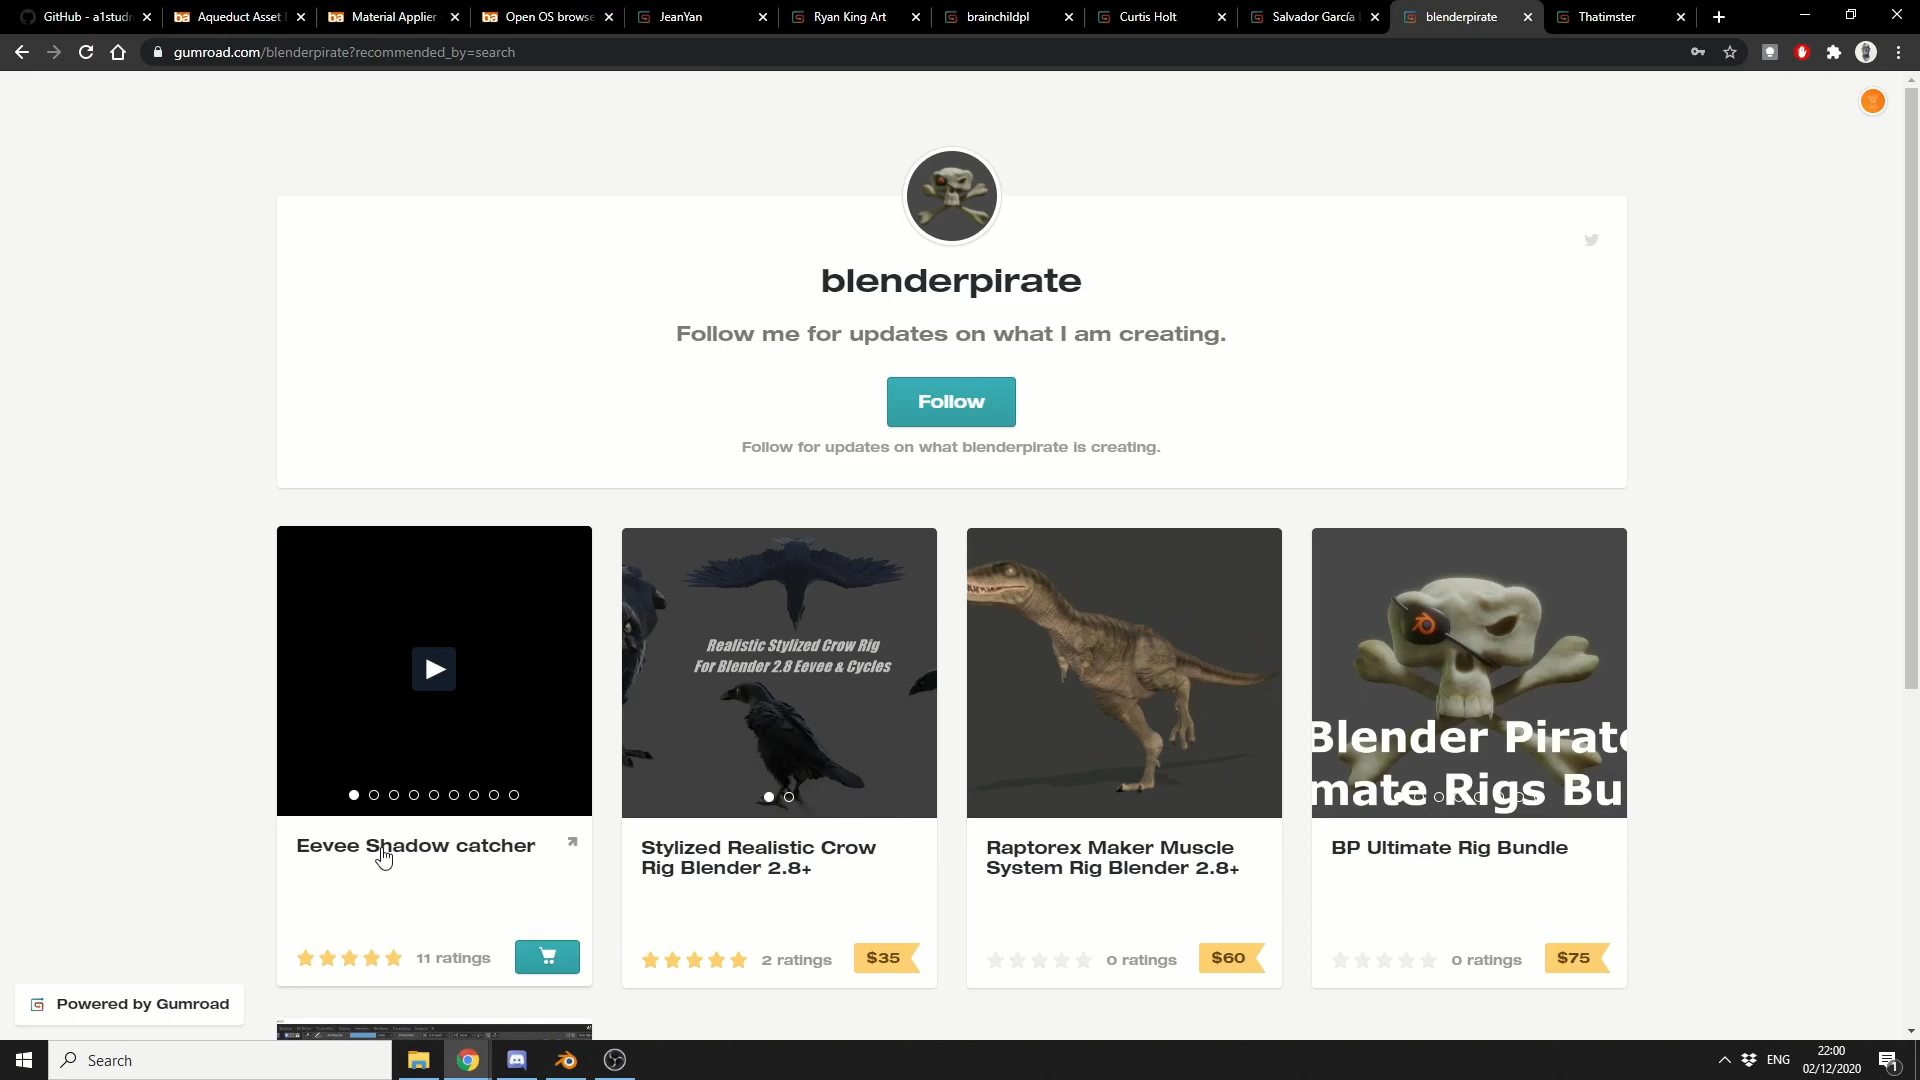 GitHub - a1studm
Aqueduct Asset
Material Applier
Open OS browse
JeanYan
Ryan King Art
brainchildpl
Curtis Holt
Salvador García
blenderpirate
Thatimster
gumroad.com/blenderpirate?recommended_by=search
blenderpirate
Follow me for updates on what I am creating.
Follow
Follow for updates on what blenderpirate is creating.
Realistic Stylized Crow Rig
For Blender 2.8 Eevee & Cycles
Blender Pirate
mate Rigs Bu
Eevee Shadow catcher
11 ratings
Stylized Realistic Crow
Rig Blender 2.8+
2 ratings
$35
Raptorex Maker Muscle
System Rig Blender 2.8+
0 ratings
$60
BP Ultimate Rig Bundle
0 ratings
$75
Powered by Gumroad
Search
ENG
22:00
02/12/2020
1